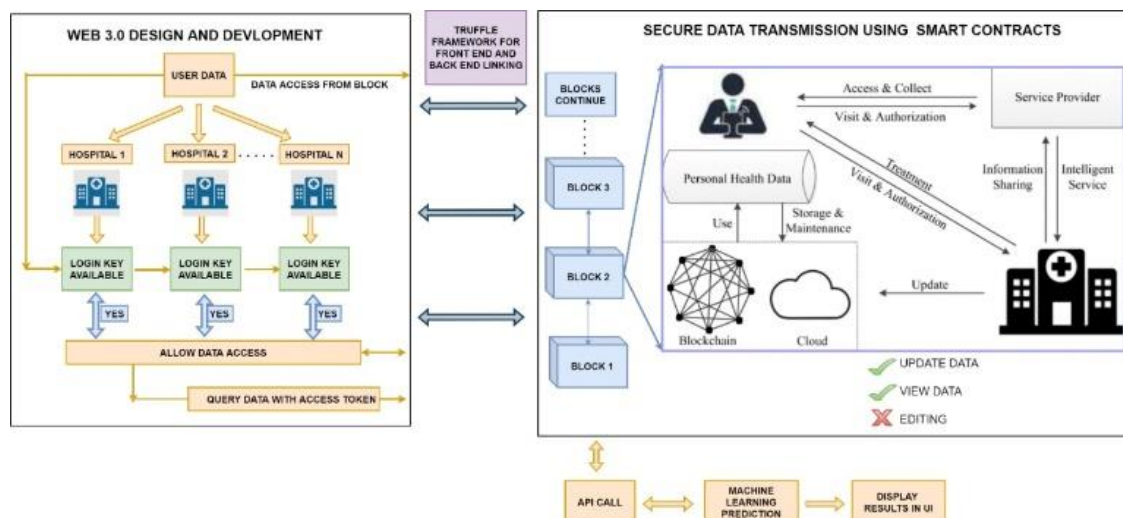 WEB 3.0 DESIGN AND DEVLOPMENT
USER DATA
DATA ACCESS FROM BLOCK
HOSPITAL 1
HOSPITAL 2
HOSPITAL N
LOGIN KEY
AVAILABLE
LOGIN KEY
AVAILABLE
LOGIN KEY
AVAILABLE
YES
YES
YES
ALLOW DATA ACCESS
QUERY DATA WITH ACCESS TOKEN
TRUFFLE
FRAMEWORK FOR
FRONT END AND
BACK END LINKING
SECURE DATA TRANSMISSION USING SMART CONTRACTS
BLOCKS
CONTINUE
BLOCK 3
BLOCK 2
BLOCK 1
Access & Collect
Visit & Authorization
Service Provider
Personal Health Data
Treatment
Visit & Authorization
Information
Sharing
Intelligent
Service
Use
Storage &
Maintenance
Update
Blockchain
Cloud
UPDATE DATA
VIEW DATA
EDITING
API CALL
MACHINE
LEARNING
PREDICTION
DISPLAY
RESULTS IN UI